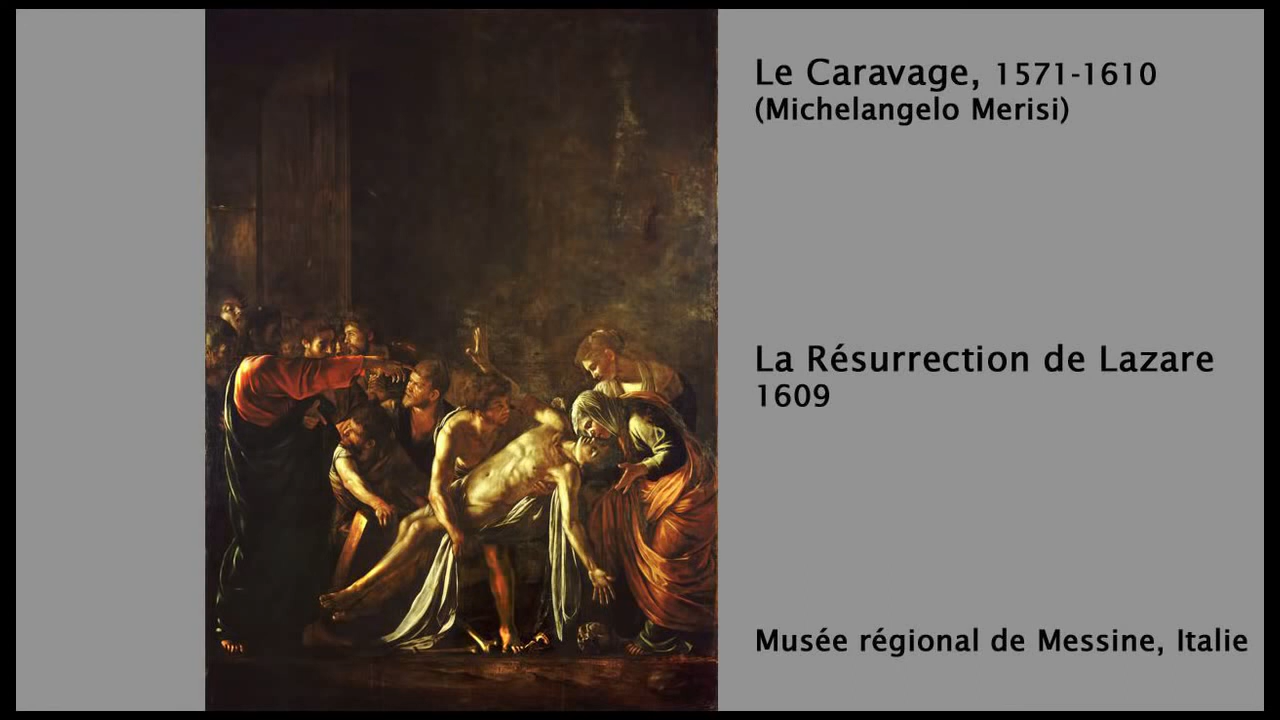 Le Caravage, 1571-1610
(Michelangelo Merisi)
La Résurrection de Lazare
1609
Musée régional de Messine, Italie